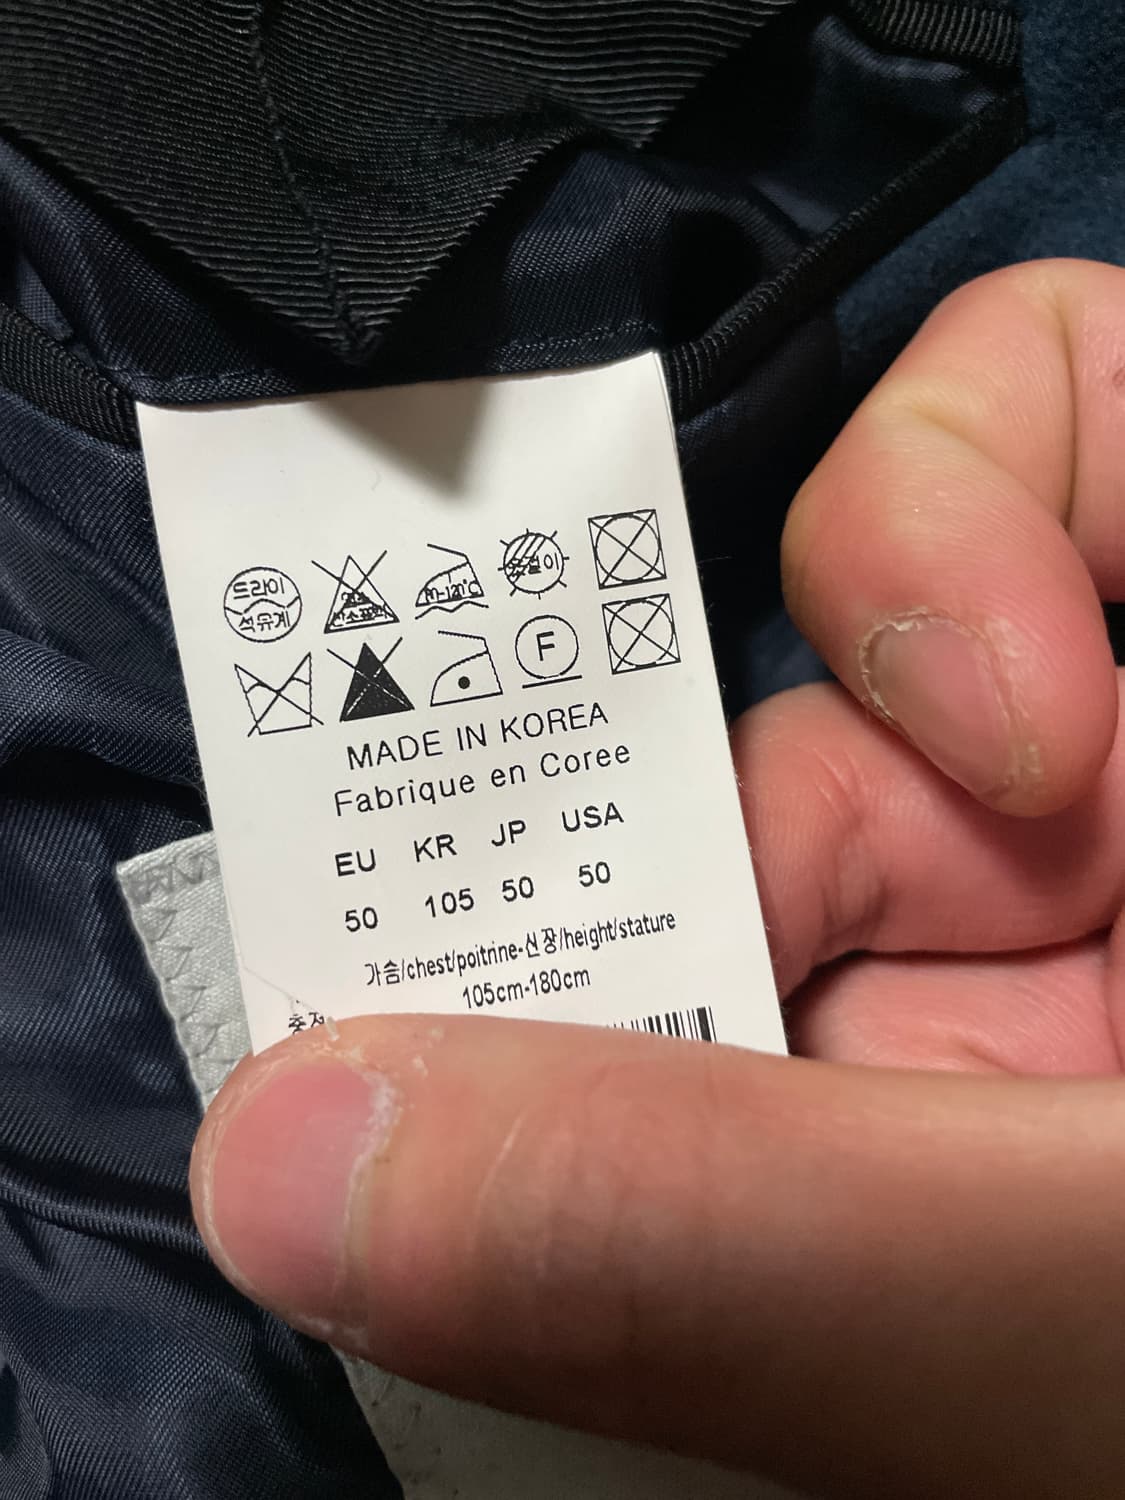 드라이
석유계
염소
산소표백
80~120℃
옷걸이
F
MADE IN KOREA
Fabrique en Coree
EU KR JP USA
50 105 50 50
가슴/chest/poitrine-신장/height/stature
105cm-180cm